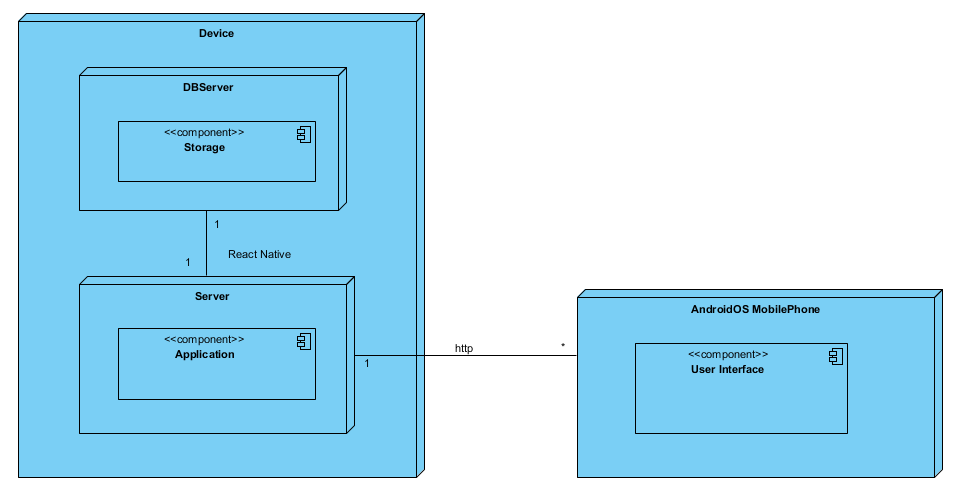 Device
DBServer
<<component>>
Storage
1
React Native
1
Server
<<component>>
Application
1
http
*
AndroidOS MobilePhone
<<component>>
User Interface